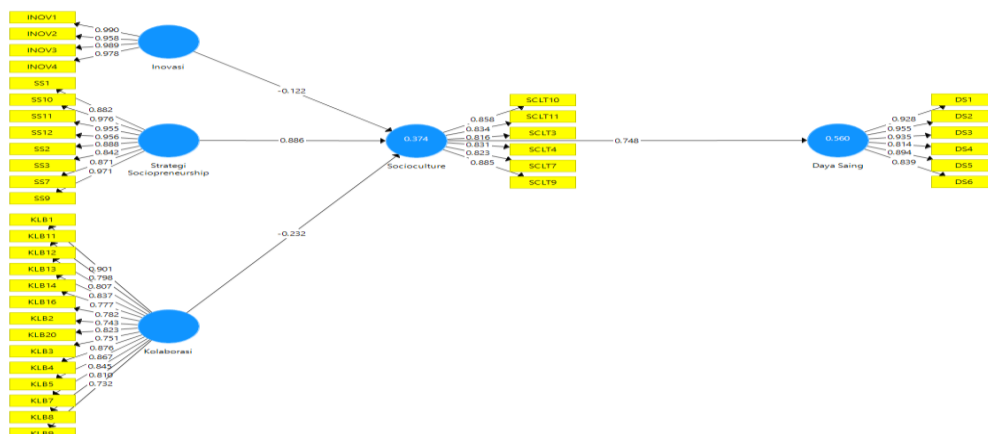 INOV1
INOV2
INOV3
INOV4
0.990
0.958
0.989
0.978
Inovasi
-0.122
SS1
SS10
SS11
SS12
SS2
SS3
SS7
SS9
0.882
0.976
0.955
0.956
0.888
0.842
0.871
0.971
Strategi
Sociopreneurship
0.886
KLB1
KLB11
KLB12
KLB13
KLB14
KLB16
KLB2
KLB20
KLB3
KLB4
KLB5
KLB7
KLB8
KLB9
0.901
0.798
0.807
0.837
0.777
0.782
0.743
0.823
0.751
0.876
0.867
0.845
0.810
0.732
Kolaborasi
-0.232
0.374
Socioculture
0.858
0.834
0.816
0.831
0.823
0.885
SCLT10
SCLT11
SCLT3
SCLT4
SCLT7
SCLT9
0.748
0.560
Daya Saing
0.928
0.955
0.935
0.814
0.894
0.839
DS1
DS2
DS3
DS4
DS5
DS6